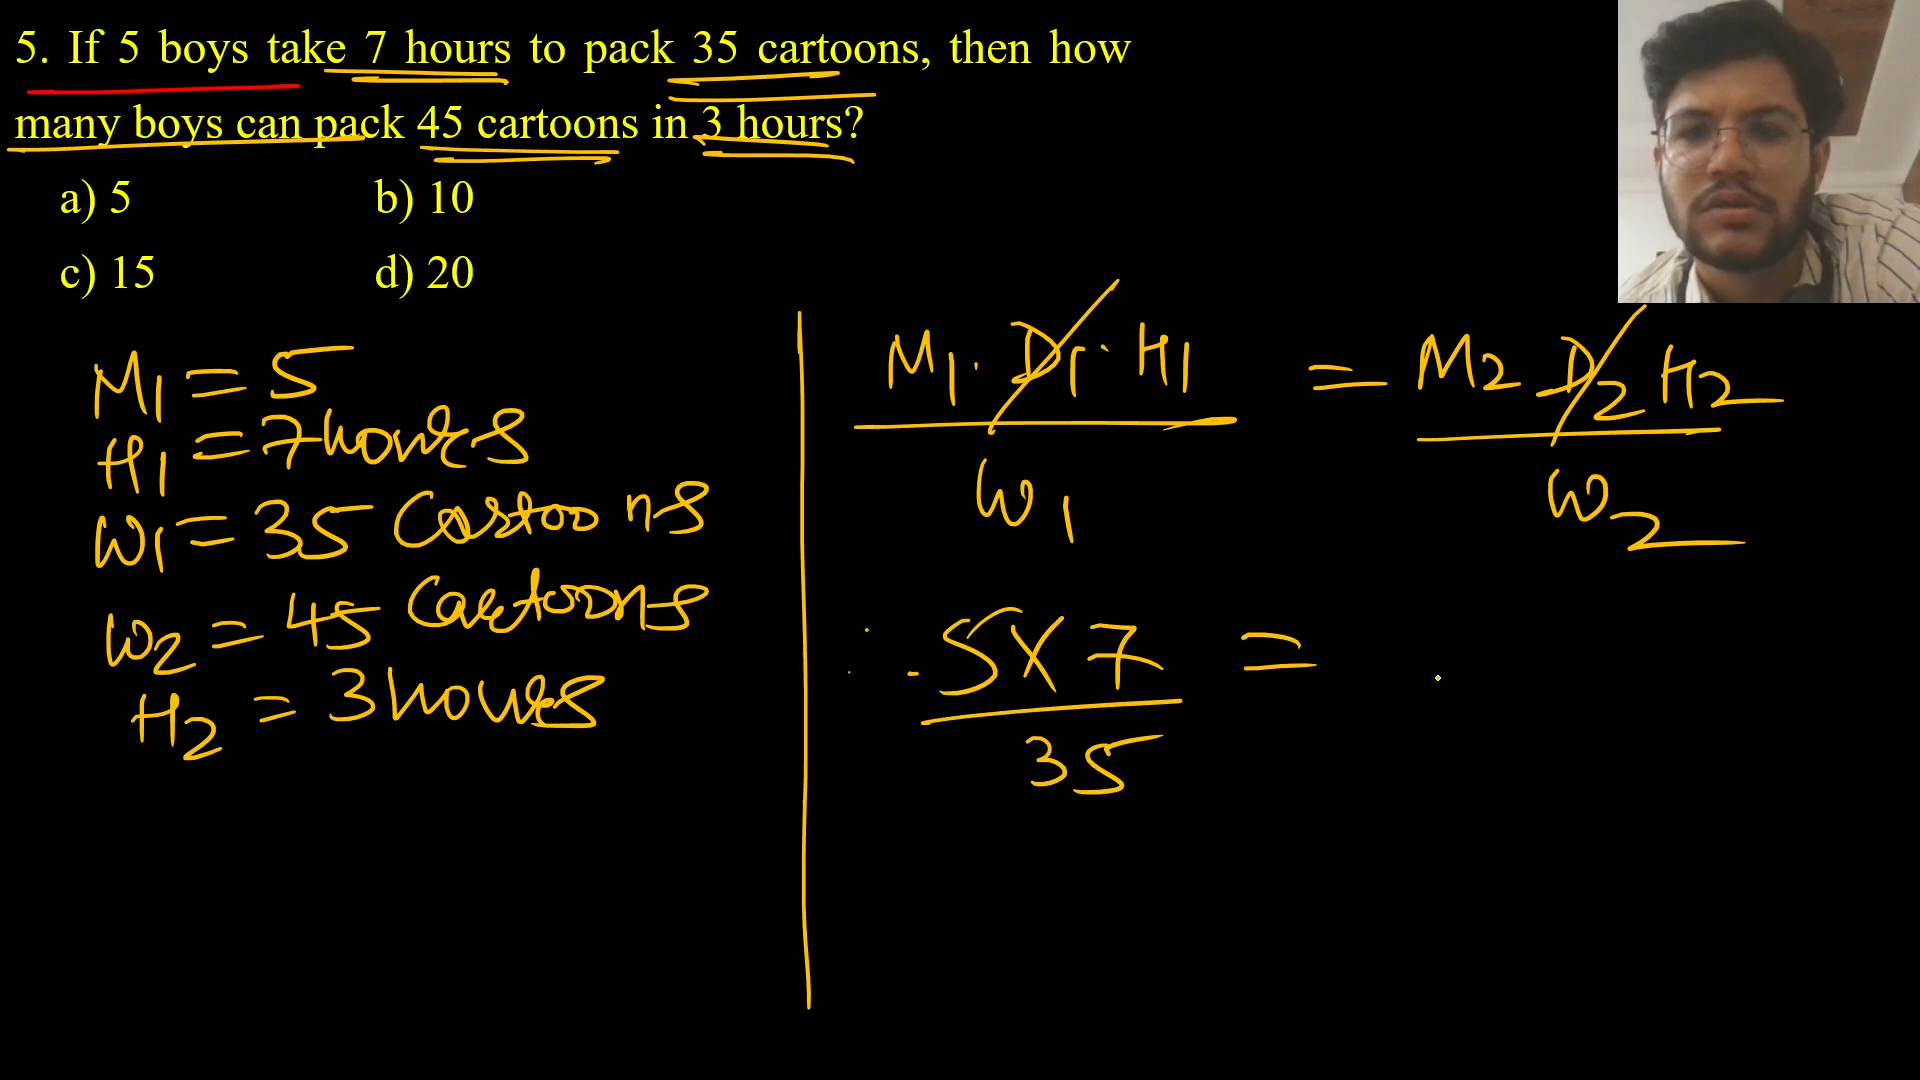 5. If 5 boys take 7 hours to pack 35 cartoons, then how
many boys can pack 45 cartoons in 3 hours?
a) 5 b) 10
c) 15 d) 20
M1 = 5
H1 = 7 hours
W1 = 35 Cartoons
W2 = 45 Cartoons
H2 = 3 hours
M1 · D1 · H1 = M2 D2 H2
W1 W2
5 X 7 =
35